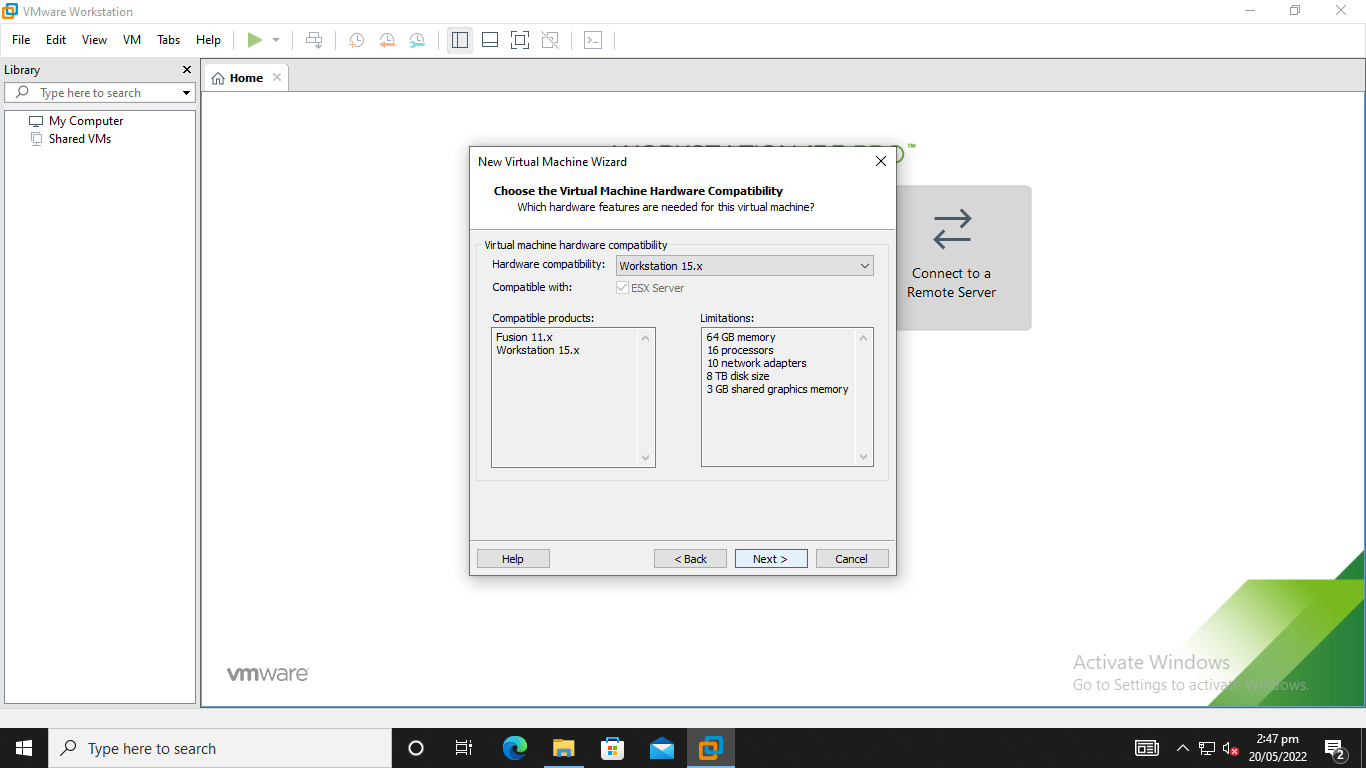 VMware Workstation
File Edit View VM Tabs Help
Library
Type here to search
My Computer
Shared VMs
Home
™
New Virtual Machine Wizard
Choose the Virtual Machine Hardware Compatibility
Which hardware features are needed for this virtual machine?
Virtual machine hardware compatibility
Hardware compatibility: Workstation 15.x
Compatible with: ESX Server
Compatible products:
Fusion 11.x
Workstation 15.x
Limitations:
64 GB memory
16 processors
10 network adapters
8 TB disk size
3 GB shared graphics memory
Help < Back Next > Cancel
Connect to a
Remote Server
vmware
Activate Windows
Go to Settings to activate Windows.
Type here to search
2:47 pm
20/05/2022
2